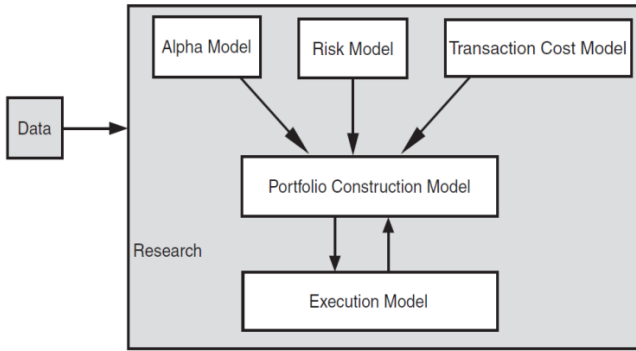 Alpha Model
Risk Model
Transaction Cost Model
Data
Portfolio Construction Model
Research
Execution Model